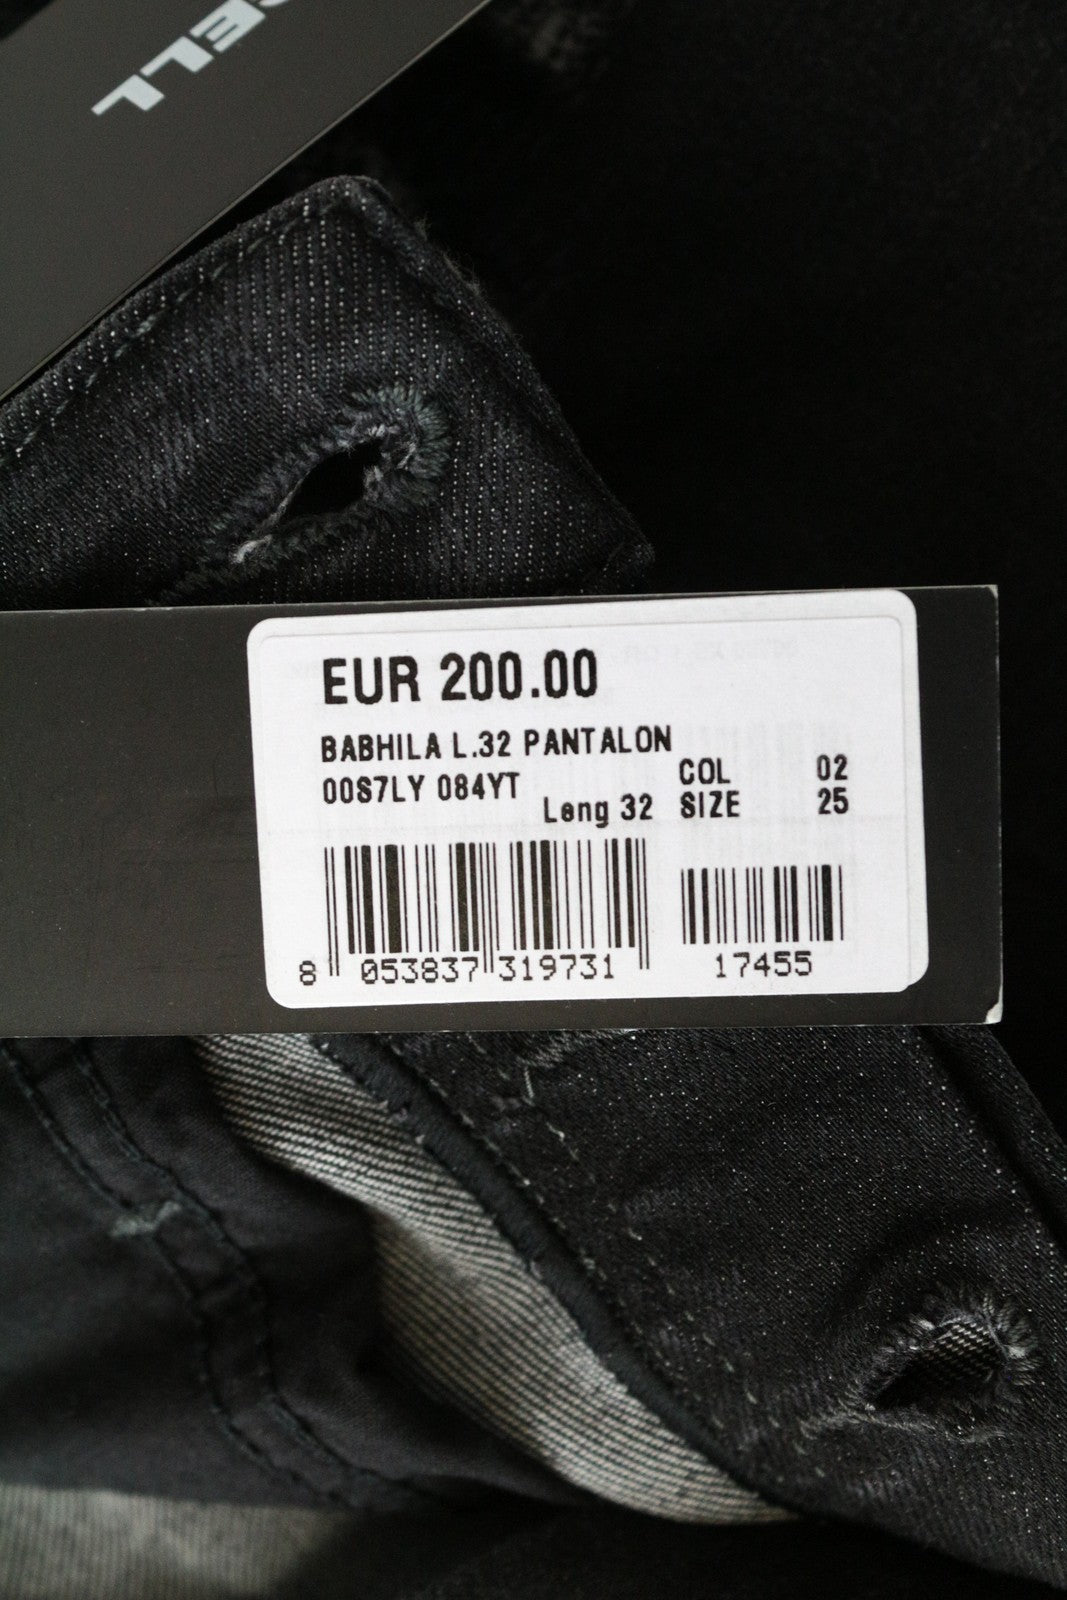 EUR 200.00
BABHILA L.32 PANTALON
00S7LY 084YT COL 02
Leng 32 SIZE 25
8 053837 319731 17455